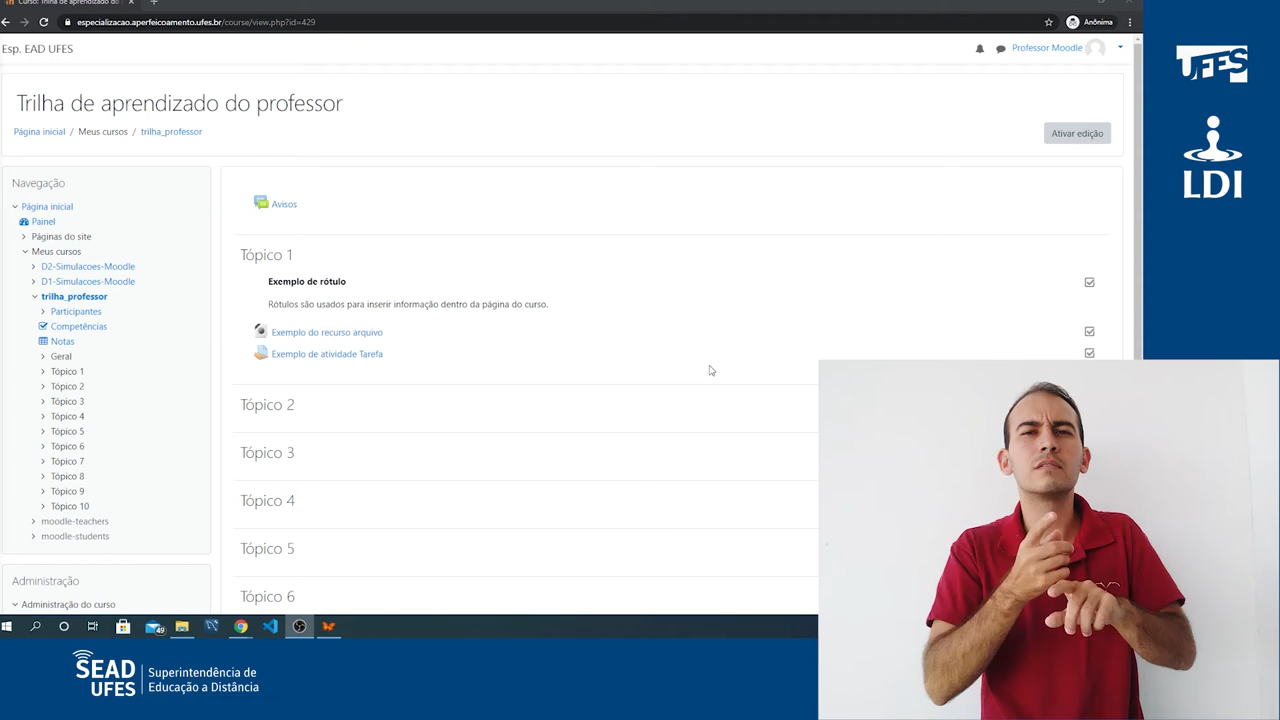 Curso: Trilha de aprendizado do
especializacao.aperfeicoamento.ufes.br/course/view.php?id=429
Anônima
Esp. EAD UFES
Professor Moodle
Trilha de aprendizado do professor
Página inicial / Meus cursos / trilha_professor
Ativar edição
Navegação
Página inicial
Painel
Páginas do site
Meus cursos
D2-Simulacoes-Moodle
D1-Simulacoes-Moodle
trilha_professor
Participantes
Competências
Notas
Geral
Tópico 1
Tópico 2
Tópico 3
Tópico 4
Tópico 5
Tópico 6
Tópico 7
Tópico 8
Tópico 9
Tópico 10
moodle-teachers
moodle-students
Administração
Administração do curso
Avisos
Tópico 1
Exemplo de rótulo
Rótulos são usados para inserir informação dentro da página do curso.
Exemplo do recurso arquivo
Exemplo de atividade Tarefa
Tópico 2
Tópico 3
Tópico 4
Tópico 5
Tópico 6
49
UFES
LDI
SEAD
UFES
Superintendência de
Educação a Distância